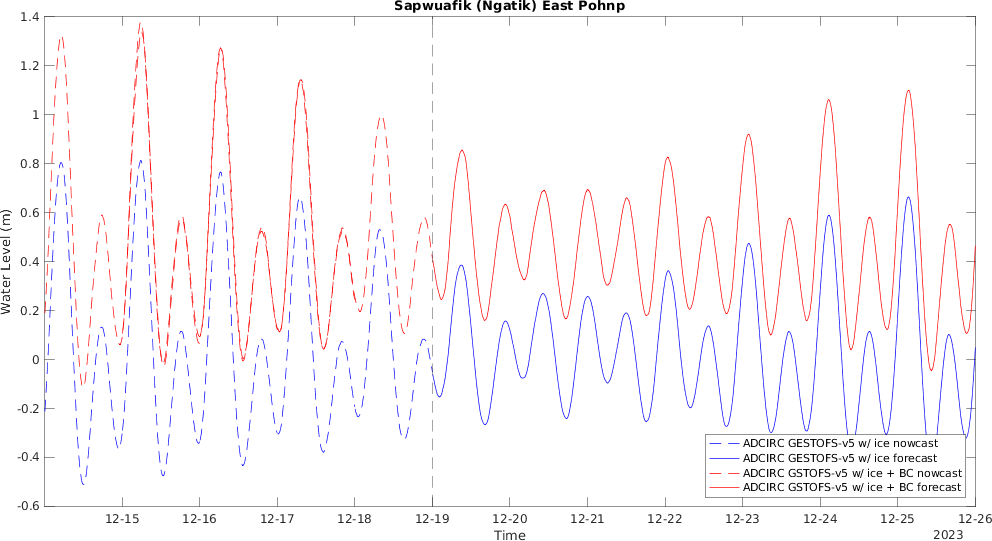 Sapwuafik (Ngatik) East Pohnp
1.4
1.2
1
0.8
0.6
0.4
0.2
0
-0.2
-0.4
-0.6
Water Level (m)
ADCIRC GESTOFS-v5 w/ ice nowcast
ADCIRC GESTOFS-v5 w/ ice forecast
ADCIRC GSTOFS-v5 w/ ice + BC nowcast
ADCIRC GSTOFS-v5 w/ ice + BC forecast
12-15 12-16 12-17 12-18 12-19 12-20 12-21 12-22 12-23 12-24 12-25 12-26
Time
2023